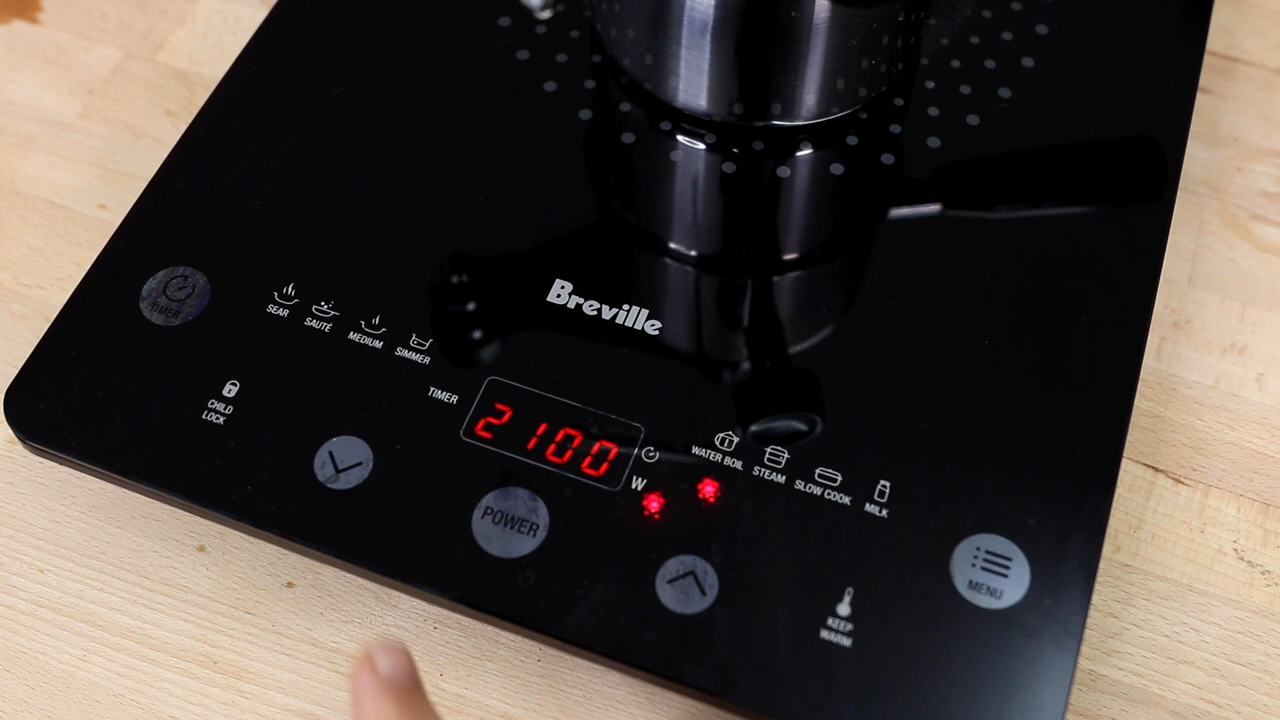 Breville
TIMER
SEAR
SAUTÉ
MEDIUM
SIMMER
CHILD
LOCK
TIMER
2100
W
WATER BOIL
STEAM
SLOW COOK
MILK
POWER
MENU
KEEP
WARM